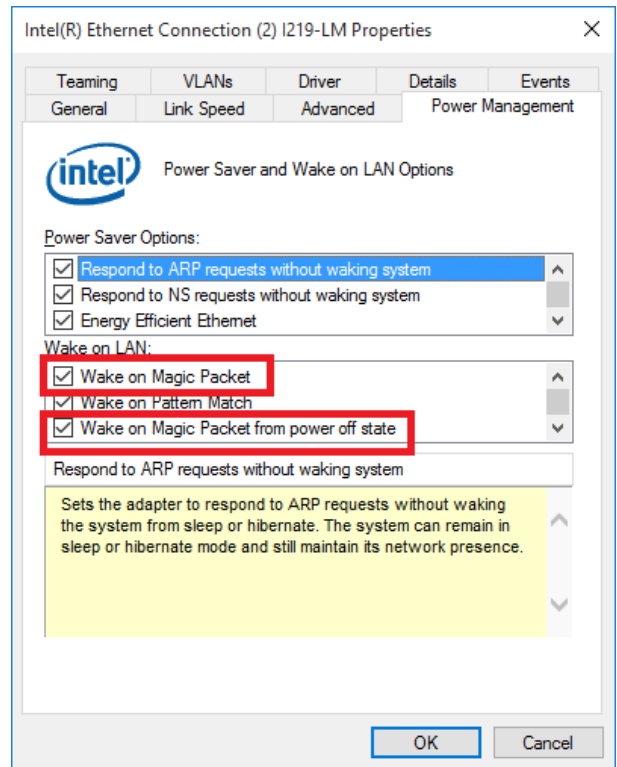 Intel(R) Ethernet Connection (2) I219-LM Properties
Teaming VLANs Driver Details Events
General Link Speed Advanced Power Management
intel Power Saver and Wake on LAN Options
Power Saver Options:
Respond to ARP requests without waking system
Respond to NS requests without waking system
Energy Efficient Ethernet
Wake on LAN:
Wake on Magic Packet
Wake on Pattern Match
Wake on Magic Packet from power off state
Respond to ARP requests without waking system
Sets the adapter to respond to ARP requests without waking
the system from sleep or hibernate. The system can remain in
sleep or hibernate mode and still maintain its network presence.
OK Cancel